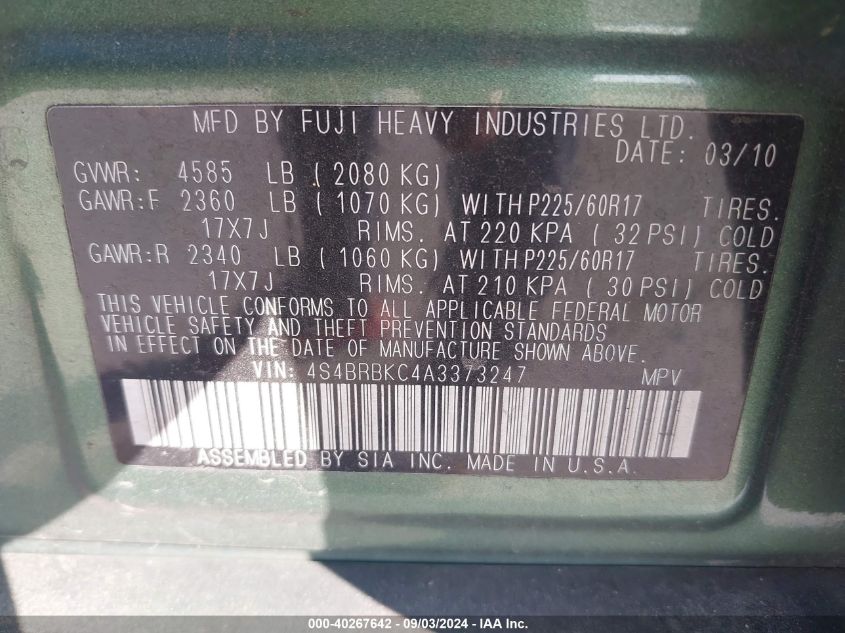 MFD BY FUJI HEAVY INDUSTRIES LTD.
DATE: 03/10
GVWR: 4585 LB ( 2080 KG)
GAWR:F 2360 LB ( 1070 KG) WITH P225/60R17 TIRES.
17X7J RIMS. AT 220 KPA ( 32 PSI) COLD
GAWR:R 2340 LB ( 1060 KG) WITH P225/60R17 TIRES.
17X7J RIMS. AT 210 KPA ( 30 PSI) COLD
THIS VEHICLE CONFORMS TO ALL APPLICABLE FEDERAL MOTOR
VEHICLE SAFETY AND THEFT PREVENTION STANDARDS
IN EFFECT ON THE DATE OF MANUFACTURE SHOWN ABOVE.
VIN: 4S4BRBKC4A3373247 MPV
ASSEMBLED BY SIA INC. MADE IN U.S.A.
000-40267642 - 09/03/2024 - IAA Inc.